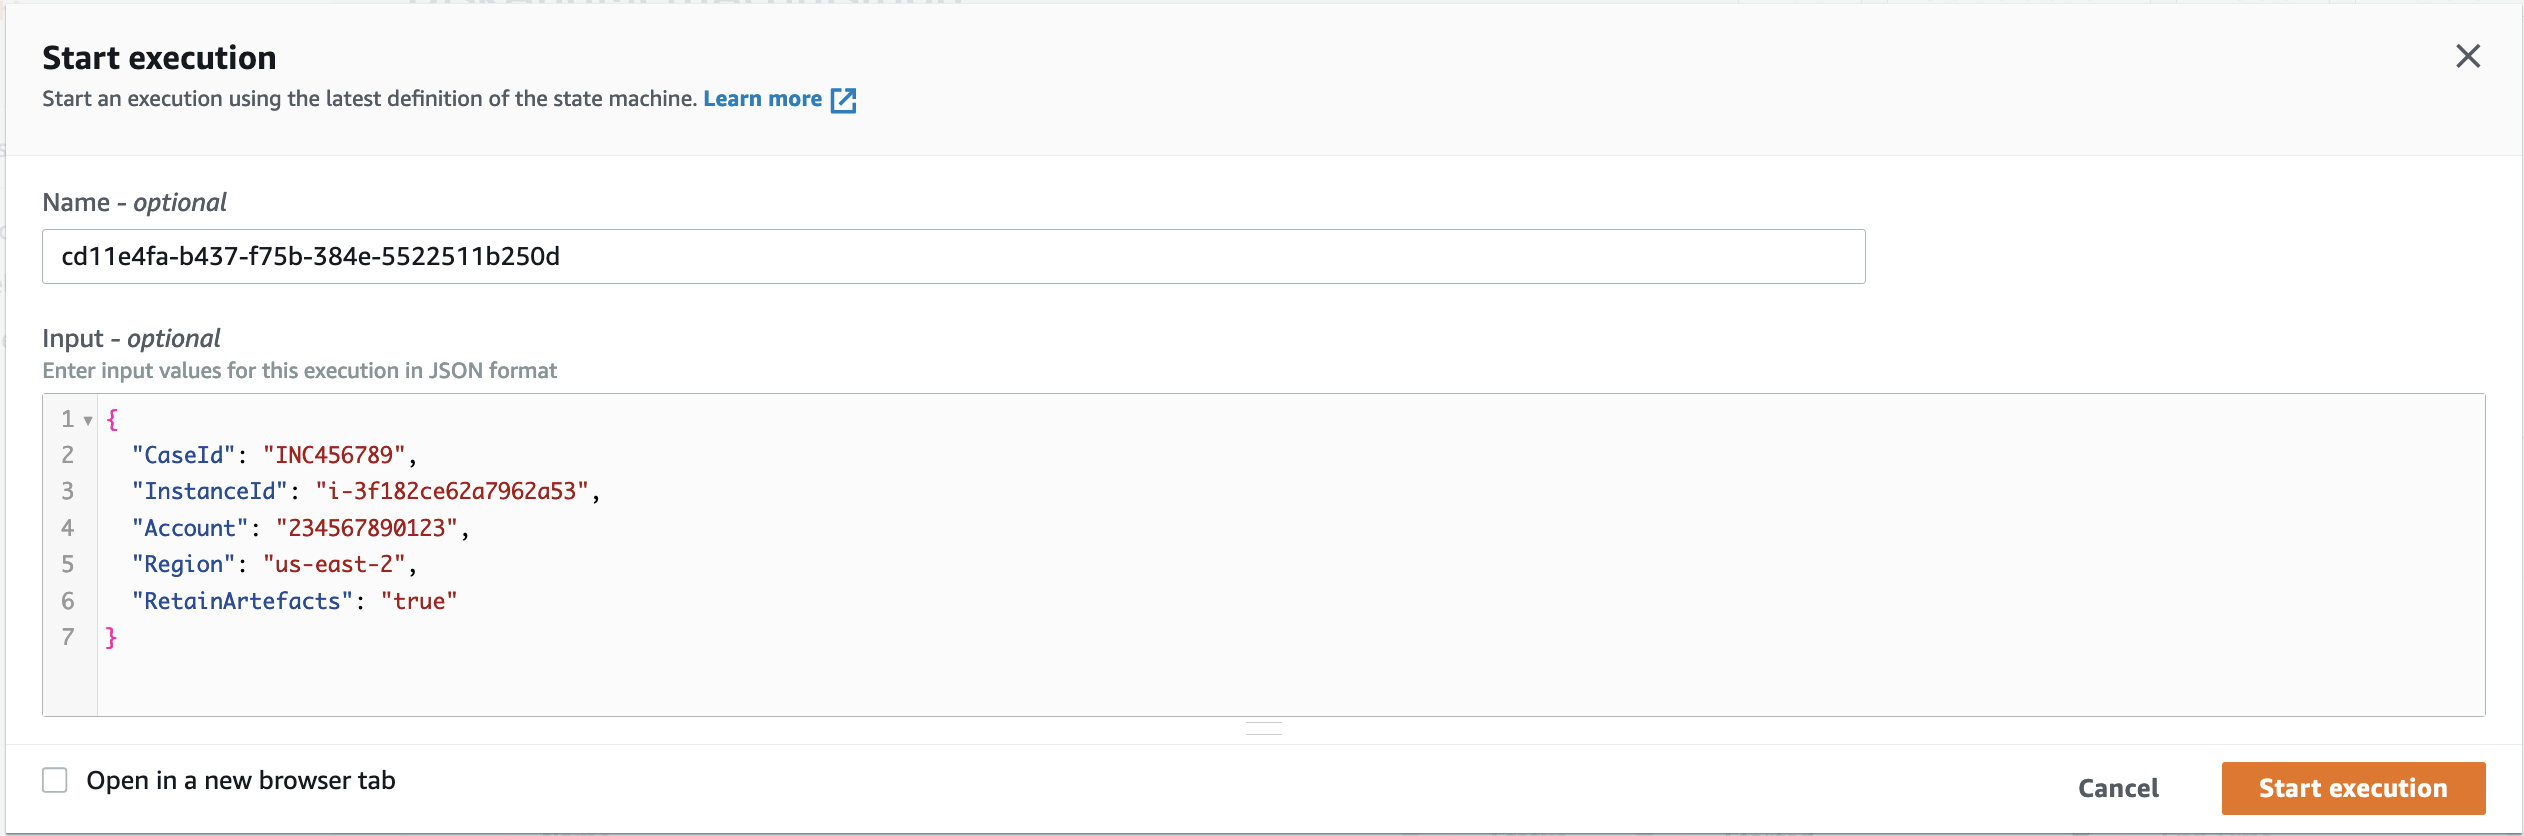 Start execution
Start an execution using the latest definition of the state machine. Learn more
Name - optional
cd11e4fa-b437-f75b-384e-5522511b250d
Input - optional
Enter input values for this execution in JSON format
1 {
2 "CaseId": "INC456789",
3 "InstanceId": "i-3f182ce62a7962a53",
4 "Account": "234567890123",
5 "Region": "us-east-2",
6 "RetainArtefacts": "true"
7 }
Open in a new browser tab
Cancel
Start execution